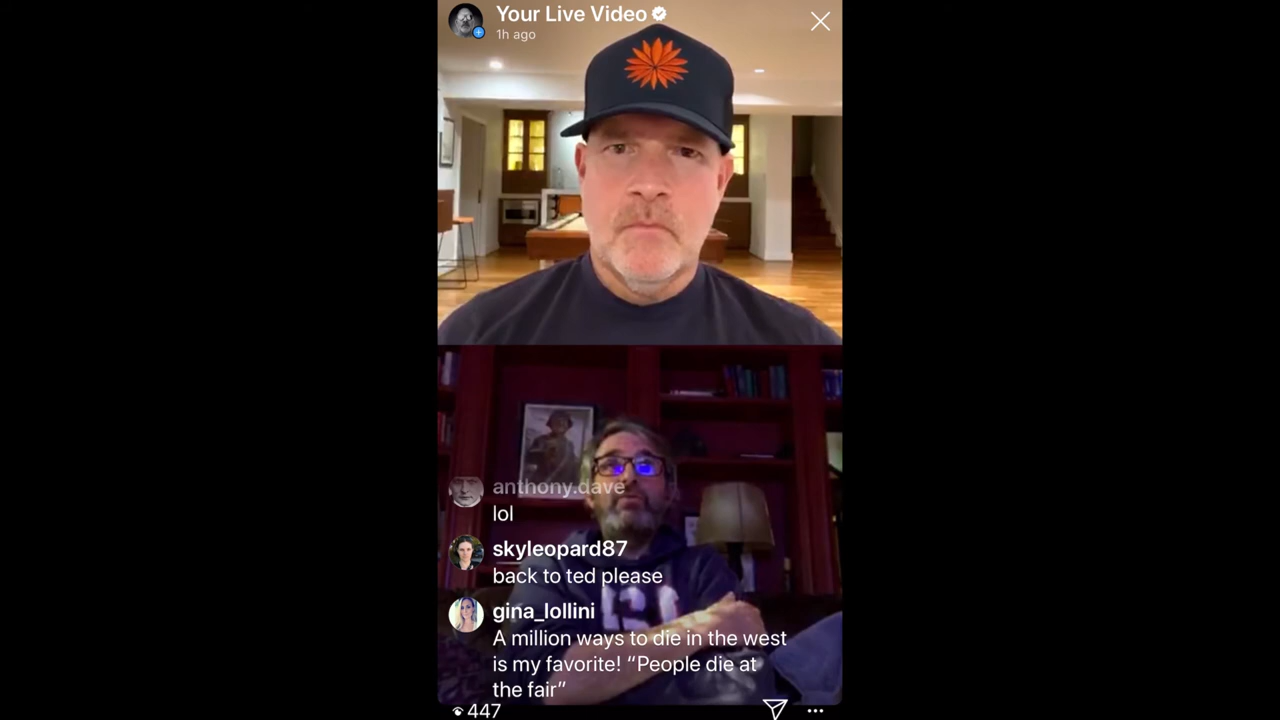 Your Live Video
1h ago
anthony.dave
lol
skyleopard87
back to ted please
gina_lollini
A million ways to die in the west
is my favorite! “People die at
the fair”
447